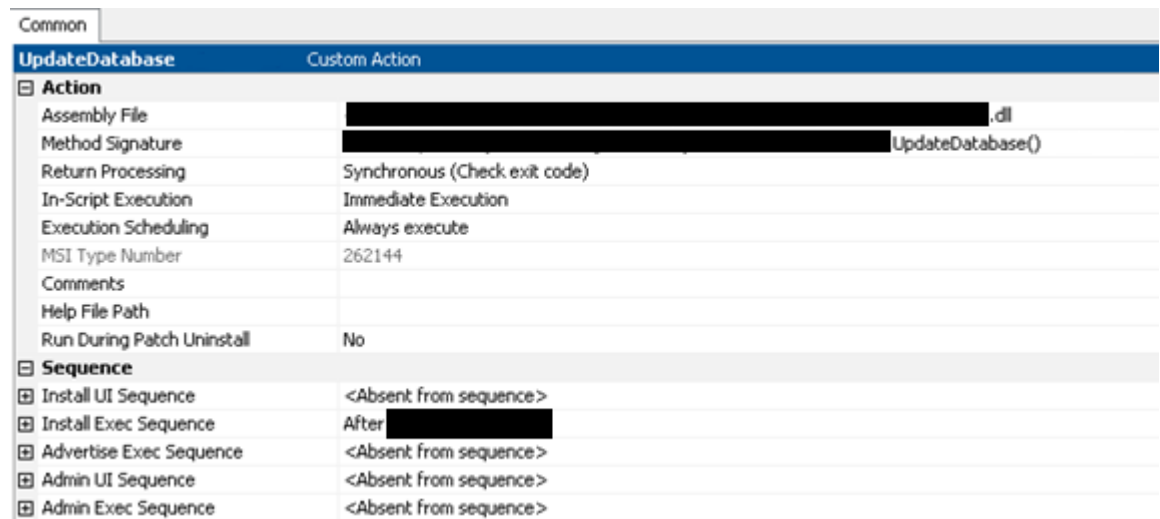 Common
UpdateDatabase Custom Action
Action
Assembly File .dll
Method Signature UpdateDatabase()
Return Processing Synchronous (Check exit code)
In-Script Execution Immediate Execution
Execution Scheduling Always execute
MSI Type Number 262144
Comments
Help File Path
Run During Patch Uninstall No
Sequence
Install UI Sequence <Absent from sequence>
Install Exec Sequence After
Advertise Exec Sequence <Absent from sequence>
Admin UI Sequence <Absent from sequence>
Admin Exec Sequence <Absent from sequence>